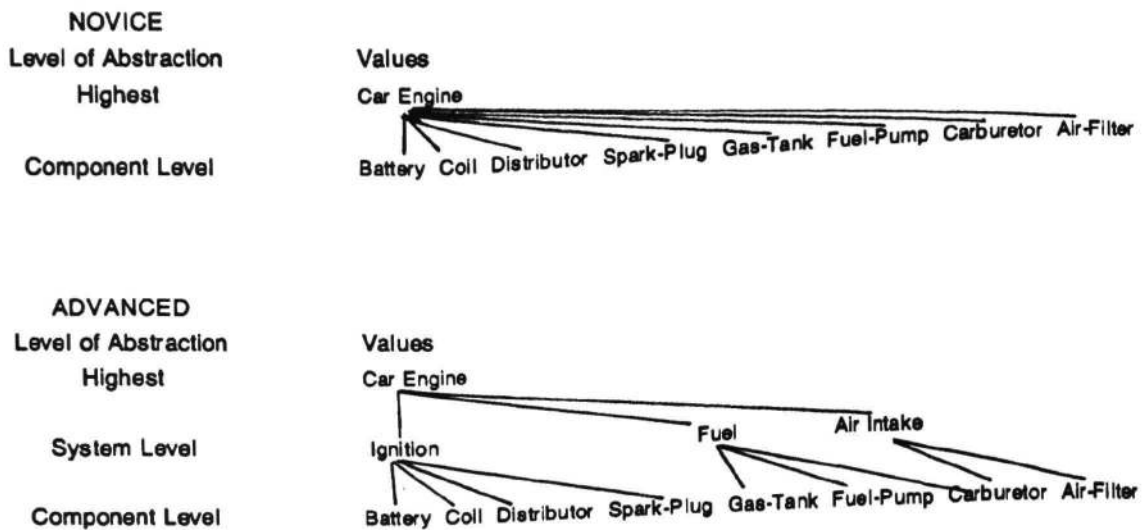 NOVICE
Level of Abstraction Values
Highest Car Engine
Component Level Battery Coil Distributor Spark-Plug Gas-Tank Fuel-Pump Carburetor Air-Filter
ADVANCED
Level of Abstraction Values
Highest Car Engine
System Level Ignition Fuel Air Intake
Component Level Battery Coil Distributor Spark-Plug Gas-Tank Fuel-Pump Carburetor Air-Filter